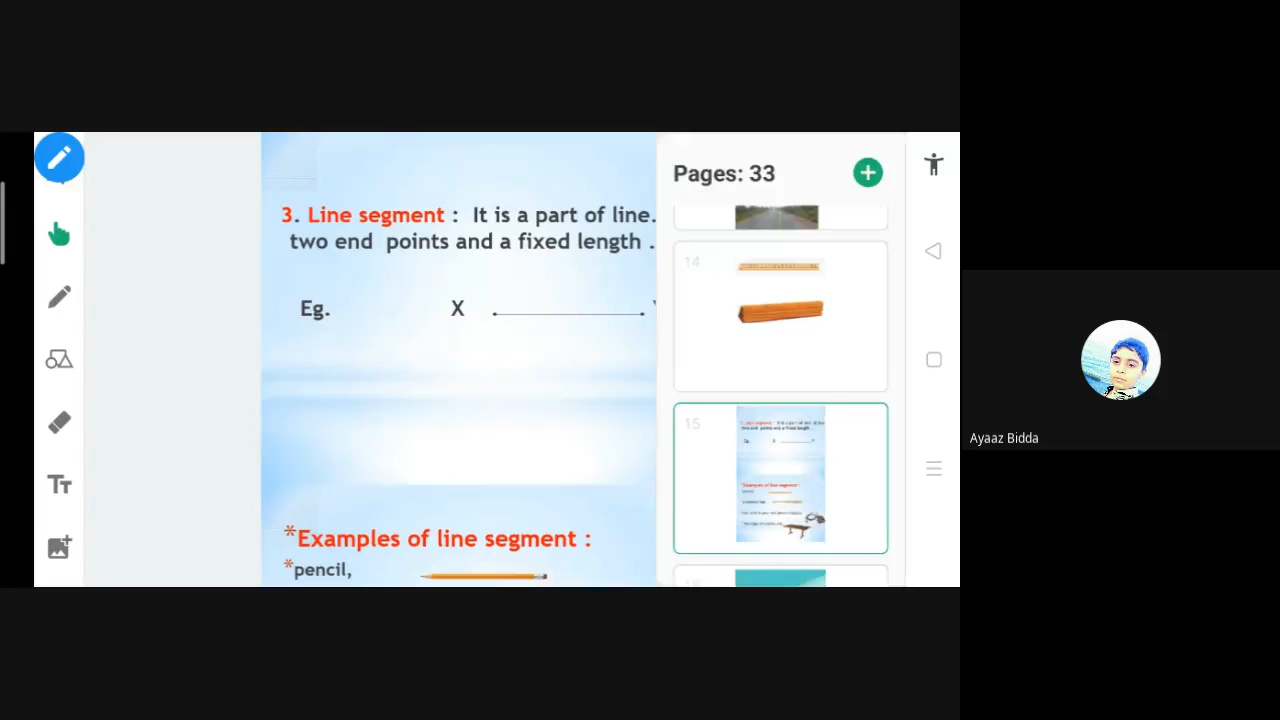 3. Line segment : It is a part of line.
two end points and a fixed length .
Eg. X
*Examples of line segment :
*pencil,
Pages: 33
14
15
Tт
Ayaaz Bidda